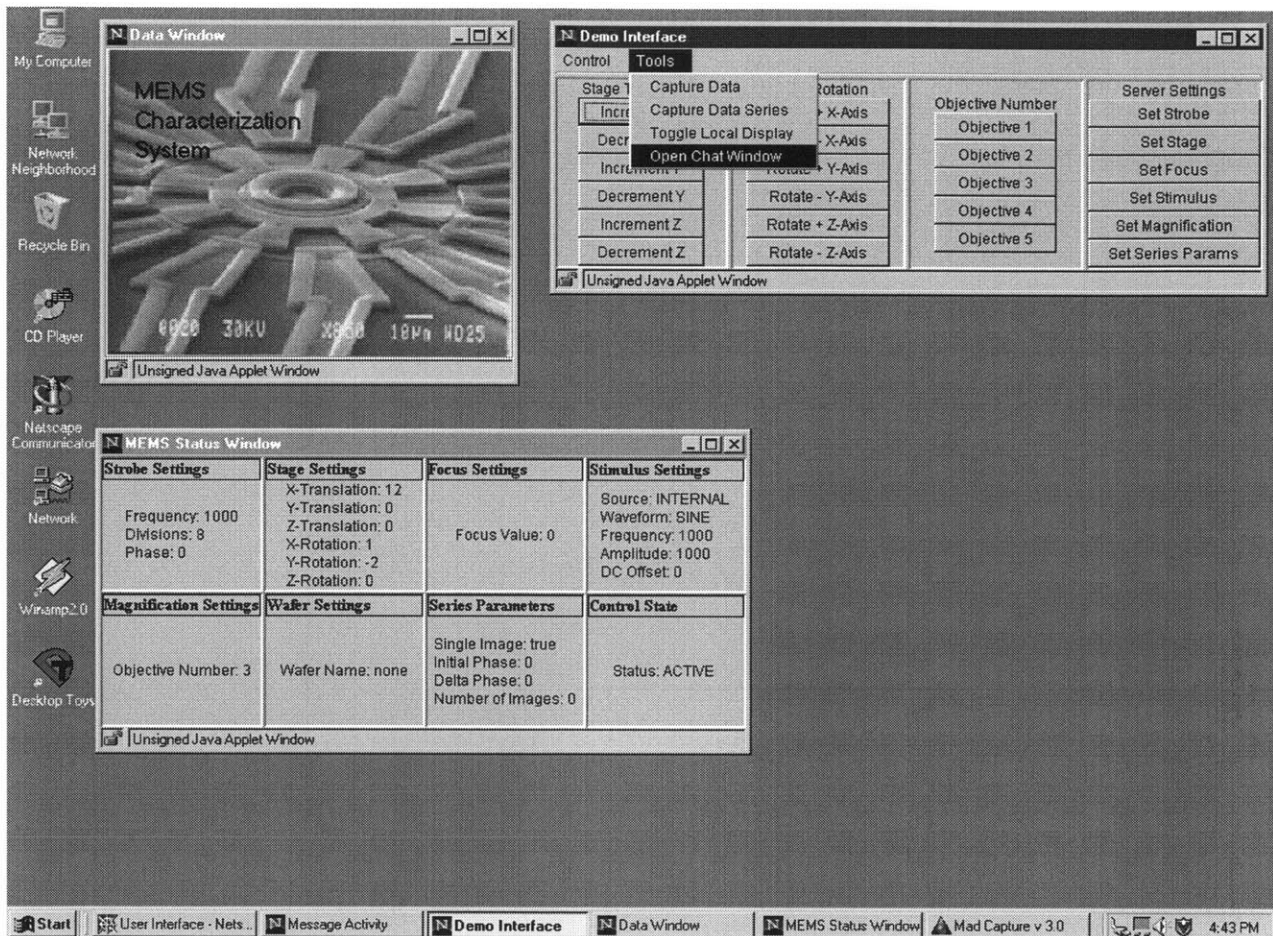 My Computer
Network
Neighborhood
Recycle Bin
CD Player
Netscape
Communicator
Network
Winamp2.0
Desktop Toys
Data Window
MEMS
Characterization
System
0020 30KV X850 10µm WD25
Unsigned Java Applet Window
Demo Interface
Control Tools
Capture Data
Capture Data Series
Toggle Local Display
Open Chat Window
Stage T
Incre
Decr
Increment Y
Decrement Y
Increment Z
Decrement Z
Rotation
+ X-Axis
- X-Axis
Rotate + Y-Axis
Rotate - Y-Axis
Rotate + Z-Axis
Rotate - Z-Axis
Objective Number
Objective 1
Objective 2
Objective 3
Objective 4
Objective 5
Server Settings
Set Strobe
Set Stage
Set Focus
Set Stimulus
Set Magnification
Set Series Params
Unsigned Java Applet Window
MEMS Status Window
Strobe Settings
Frequency: 1000
Divisions: 8
Phase: 0
Stage Settings
X-Translation: 12
Y-Translation: 0
Z-Translation: 0
X-Rotation: 1
Y-Rotation: -2
Z-Rotation: 0
Focus Settings
Focus Value: 0
Stimulus Settings
Source: INTERNAL
Waveform: SINE
Frequency: 1000
Amplitude: 1000
DC Offset: 0
Magnification Settings
Objective Number: 3
Wafer Settings
Wafer Name: none
Series Parameters
Single Image: true
Initial Phase: 0
Delta Phase: 0
Number of Images: 0
Control State
Status: ACTIVE
Unsigned Java Applet Window
Start User Interface - Nets... Message Activity Demo Interface Data Window MEMS Status Window Mad Capture v 3.0 4:43 PM